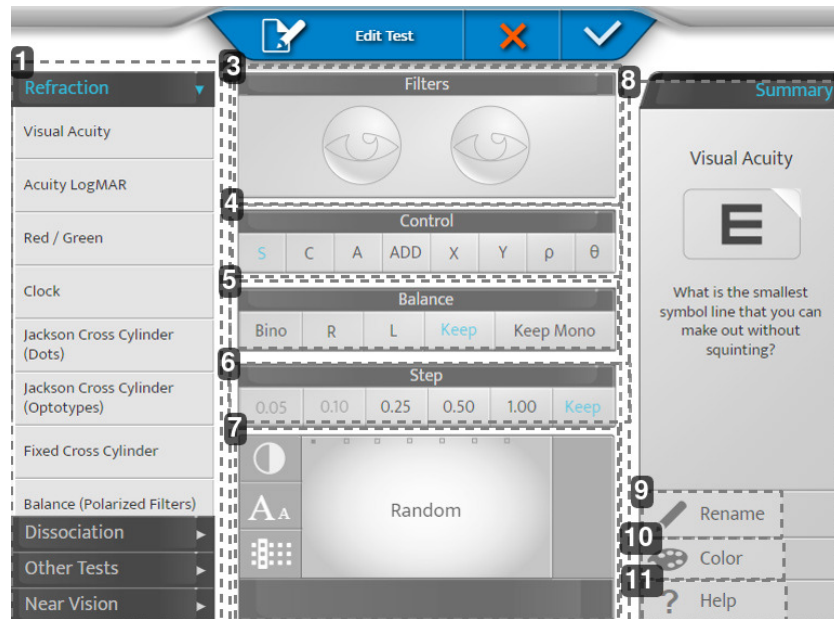 Edit Test
1
Refraction
Visual Acuity
Acuity LogMAR
Red / Green
Clock
Jackson Cross Cylinder
(Dots)
Jackson Cross Cylinder
(Optotypes)
Fixed Cross Cylinder
Balance (Polarized Filters)
Dissociation
Other Tests
Near Vision
3
Filters
4
Control
S C A ADD X Y ρ θ
5
Balance
Bino R L Keep Keep Mono
6
Step
0.05 0.10 0.25 0.50 1.00 Keep
7
A A
Random
8
Summary
Visual Acuity
E
What is the smallest
symbol line that you can
make out without
squinting?
9
Rename
10
Color
11
? Help